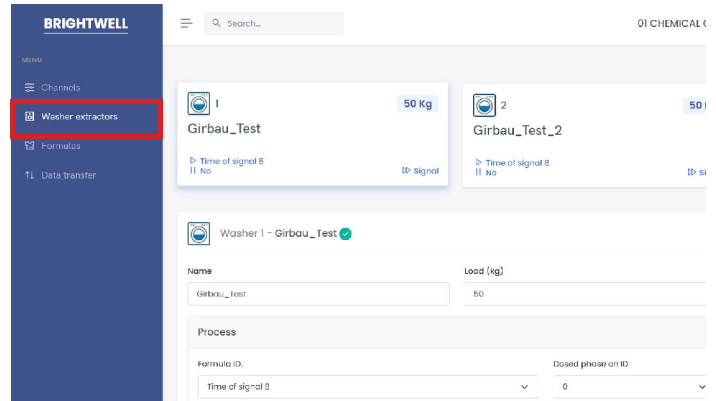 BRIGHTWELL
Search...
01 CHEMICAL
MENU
Channels
Washer extractors
Formulas
Data transfer
1
50 Kg
Girbau_Test
Time of signal 8
No
Signal
2
50
Girbau_Test_2
Time of signal 8
No
Washer 1 - Girbau_Test
Name
Load (kg)
Girbau_Test
50
Process
Formula ID.
Dosed phase an ID
Time of signal 8
0